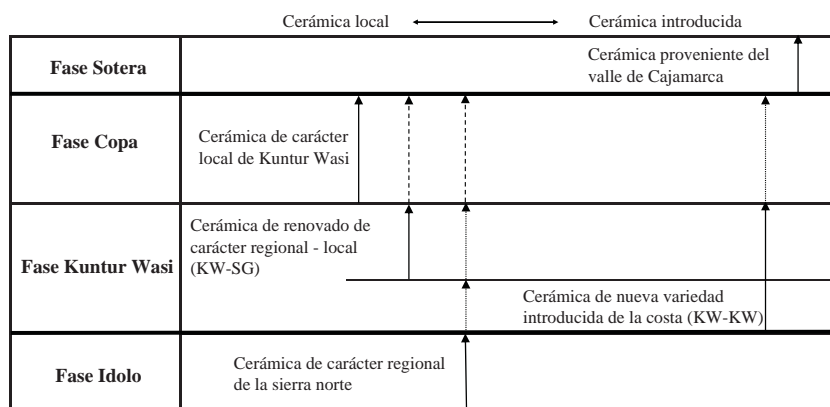 Cerámica local
Cerámica introducida
Fase Sotera
Cerámica proveniente del
valle de Cajamarca
Fase Copa
Cerámica de carácter
local de Kuntur Wasi
Fase Kuntur Wasi
Cerámica de renovado de
carácter regional - local
(KW-SG)
Cerámica de nueva variedad
introducida de la costa (KW-KW)
Fase Idolo
Cerámica de carácter regional
de la sierra norte